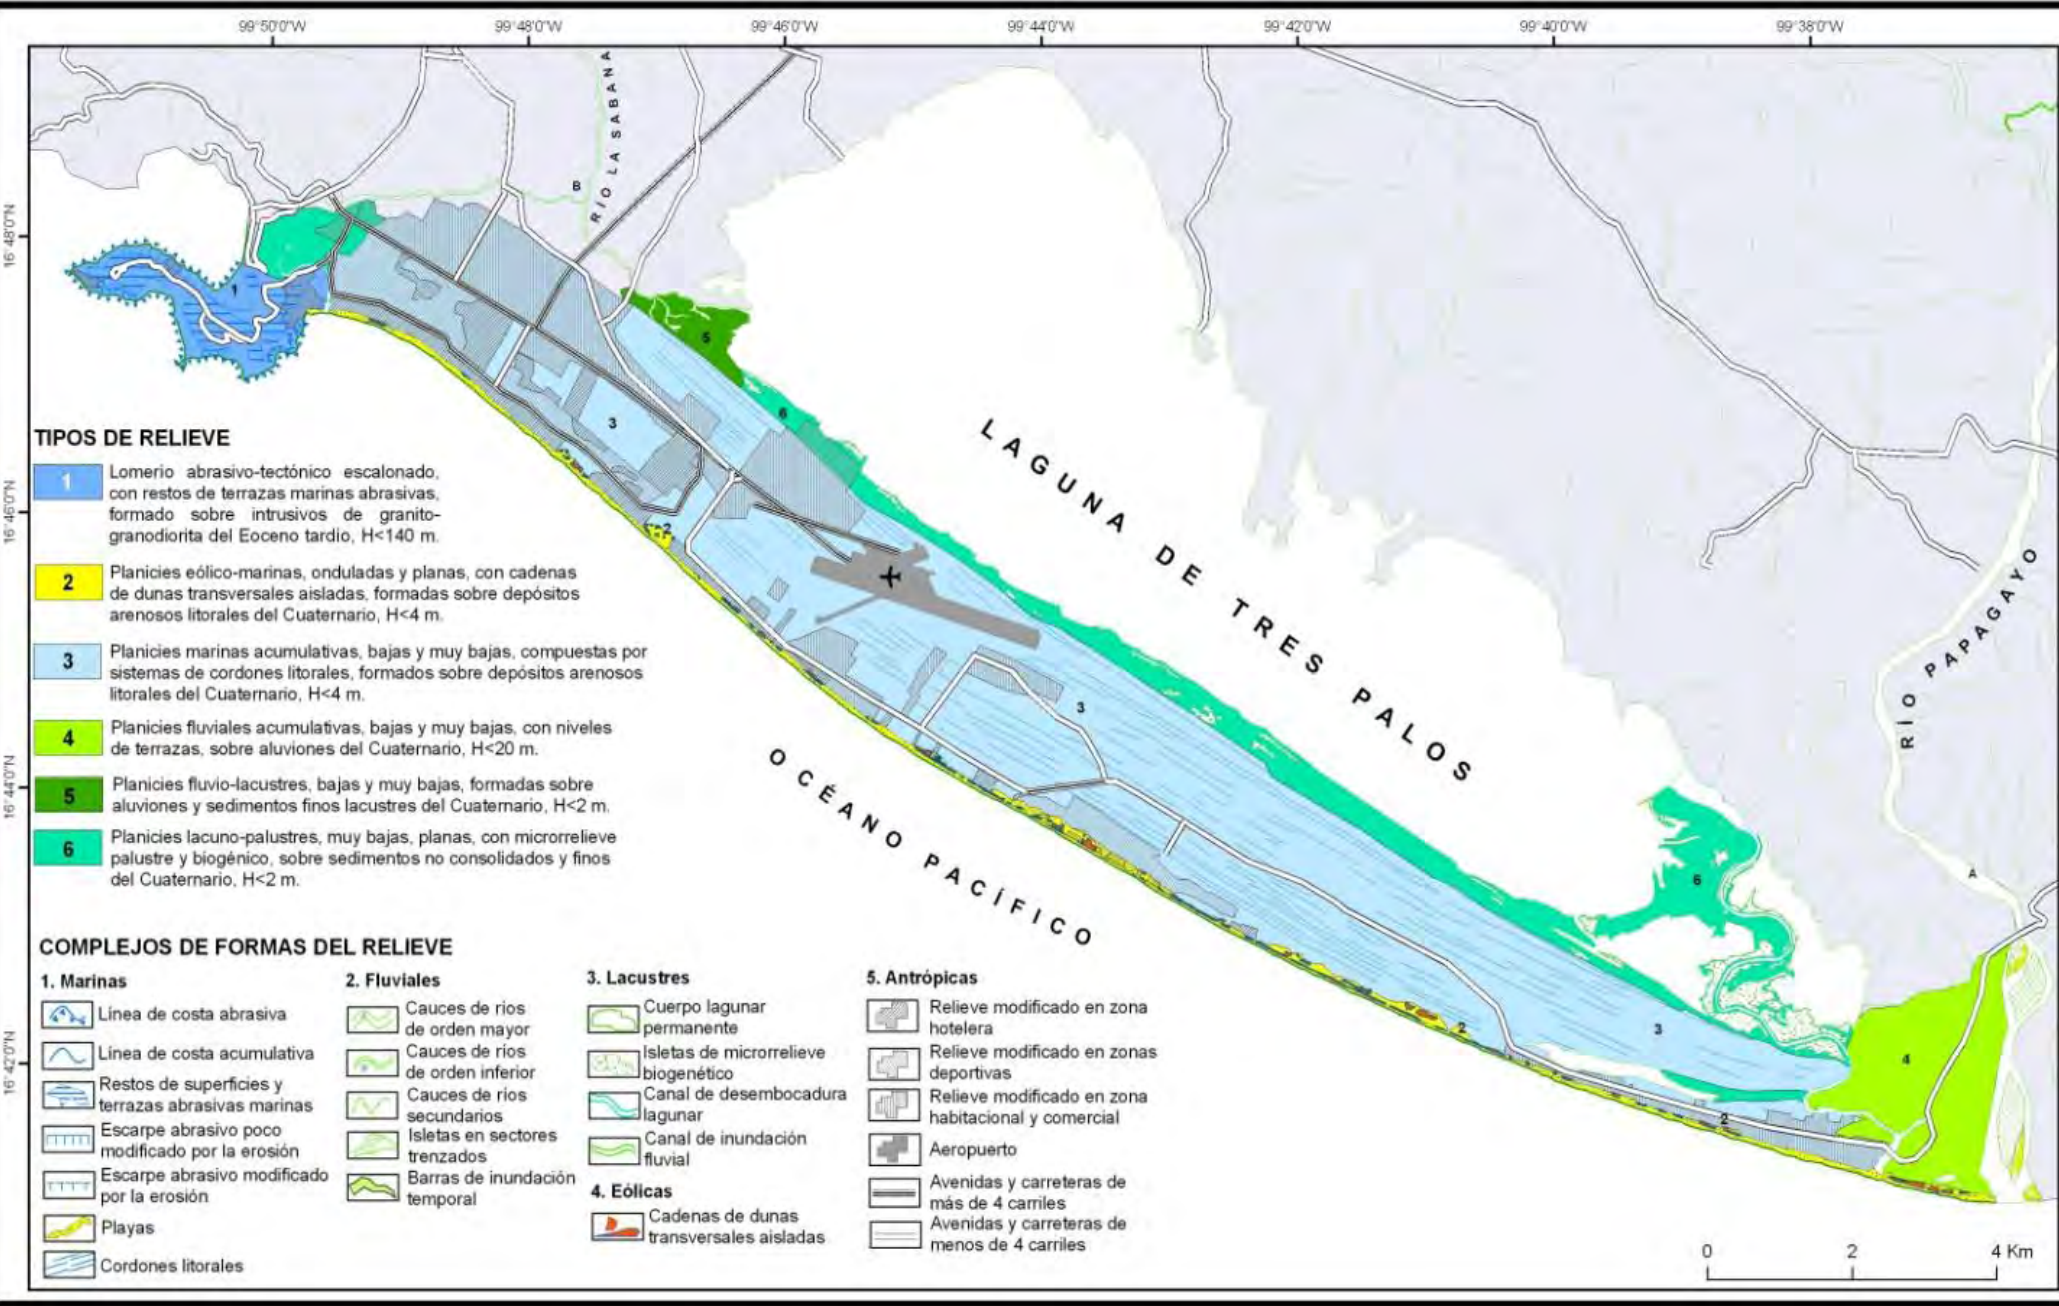 99°50'0"W 99°48'0"W 99°46'0"W 99°44'0"W 99°42'0"W 99°40'0"W 99°38'0"W
16°48'0"N
16°46'0"N
16°44'0"N
16°42'0"N
RÍO LA SABANA
B
1
5
6
3
2
3
6
A
2
3
4
2
LAGUNA DE TRES PALOS
OCÉANO PACÍFICO
RÍO PAPAGAYO
TIPOS DE RELIEVE
1
Lomerio abrasivo-tectónico escalonado,
con restos de terrazas marinas abrasivas,
formado sobre intrusivos de granito-
granodiorita del Eoceno tardio, H<140 m.
2
Planicies eólico-marinas, onduladas y planas, con cadenas
de dunas transversales aisladas, formadas sobre depósitos
arenosos litorales del Cuaternario, H<4 m.
3
Planicies marinas acumulativas, bajas y muy bajas, compuestas por
sistemas de cordones litorales, formados sobre depósitos arenosos
litorales del Cuaternario, H<4 m.
4
Planicies fluviales acumulativas, bajas y muy bajas, con niveles
de terrazas, sobre aluviones del Cuaternario, H<20 m.
5
Planicies fluvio-lacustres, bajas y muy bajas, formadas sobre
aluviones y sedimentos finos lacustres del Cuaternario, H<2 m.
6
Planicies lacuno-palustres, muy bajas, planas, con microrrelieve
palustre y biogénico, sobre sedimentos no consolidados y finos
del Cuaternario, H<2 m.
COMPLEJOS DE FORMAS DEL RELIEVE
1. Marinas
Línea de costa abrasiva
Línea de costa acumulativa
Restos de superficies y
terrazas abrasivas marinas
Escarpe abrasivo poco
modificado por la erosión
Escarpe abrasivo modificado
por la erosión
Playas
Cordones litorales
2. Fluviales
Cauces de ríos
de orden mayor
Cauces de ríos
de orden inferior
Cauces de ríos
secundarios
Isletas en sectores
trenzados
Barras de inundación
temporal
3. Lacustres
Cuerpo lagunar
permanente
Isletas de microrrelieve
biogenético
Canal de desembocadura
lagunar
Canal de inundación
fluvial
4. Eólicas
Cadenas de dunas
transversales aisladas
5. Antrópicas
Relieve modificado en zona
hotelera
Relieve modificado en zonas
deportivas
Relieve modificado en zona
habitacional y comercial
Aeropuerto
Avenidas y carreteras de
más de 4 carriles
Avenidas y carreteras de
menos de 4 carriles
0 2 4 Km